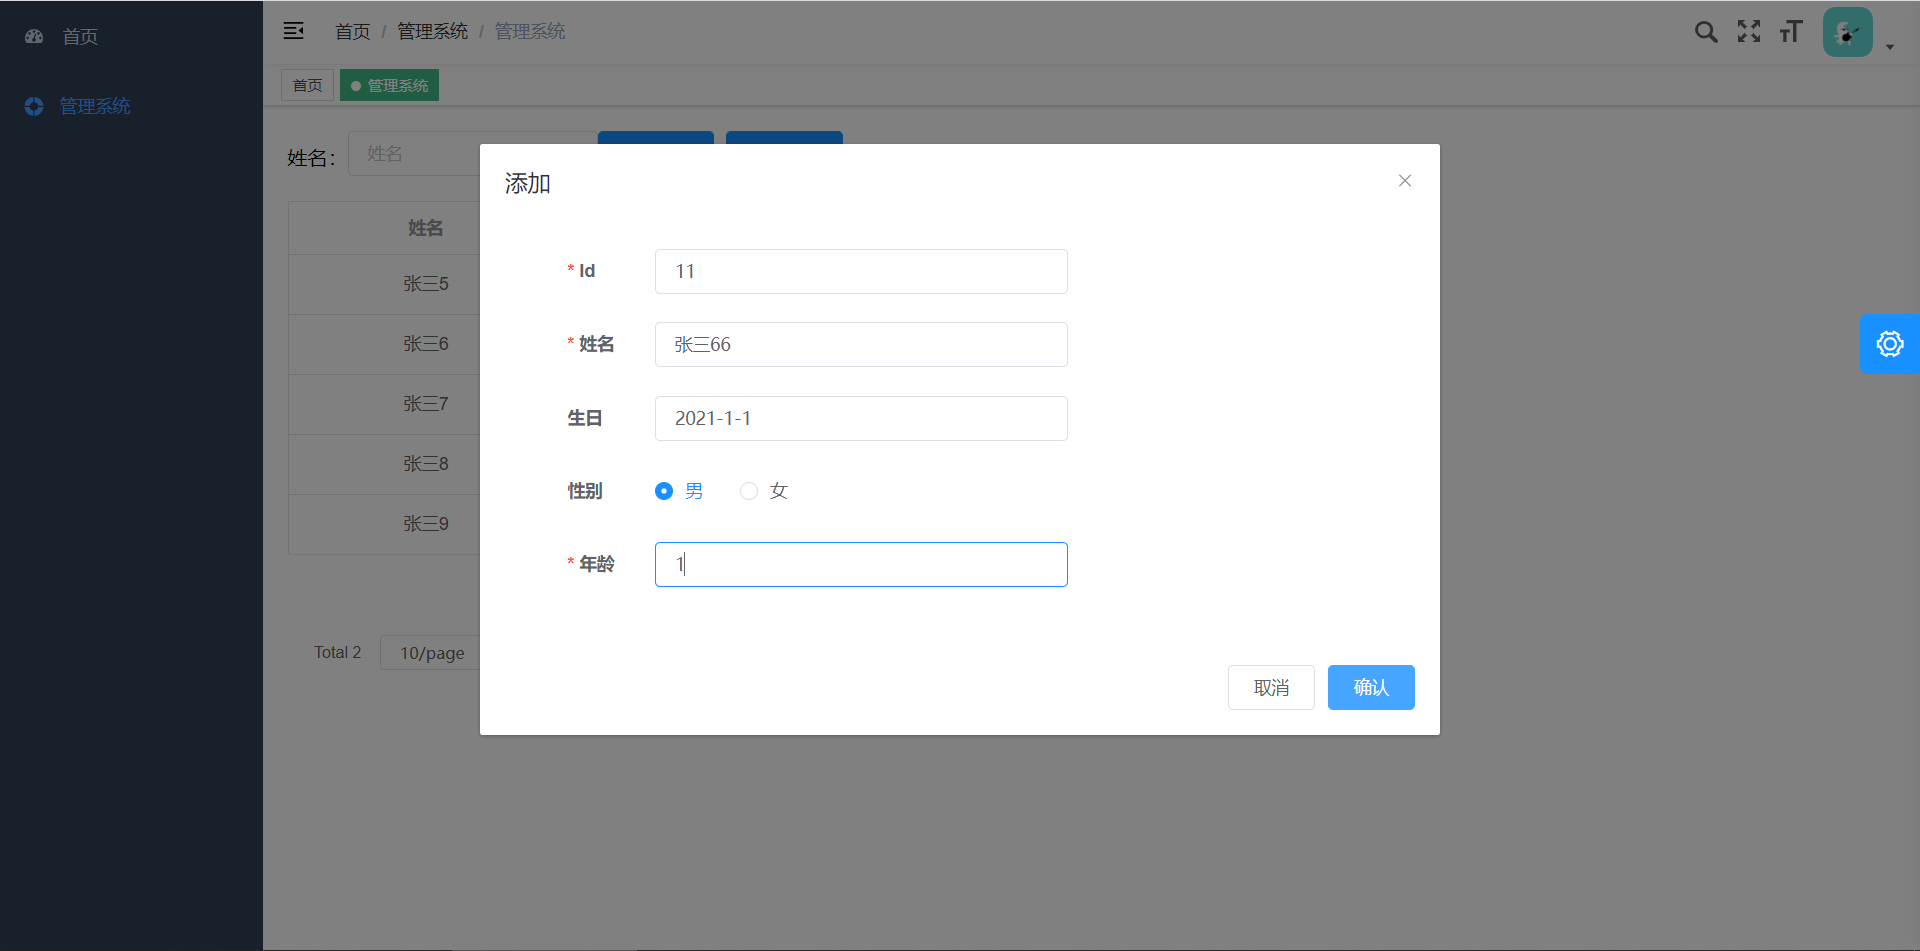 首页
管理系统
首页 / 管理系统 / 管理系统
首页
管理系统
姓名:
姓名
姓名
张三5
张三6
张三7
张三8
张三9
Total 2
10/page
添加
* Id
11
* 姓名
张三66
生日
2021-1-1
性别
男
女
* 年龄
1
取消
确认